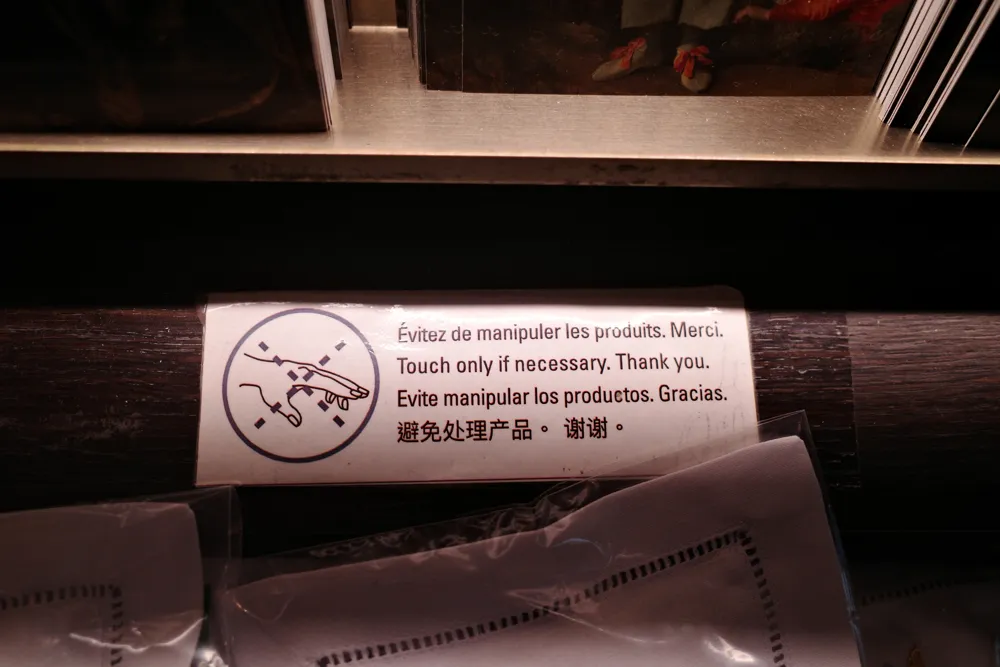 Évitez de manipuler les produits. Merci.
Touch only if necessary. Thank you.
Evite manipular los productos. Gracias.
避免处理产品。 谢谢。